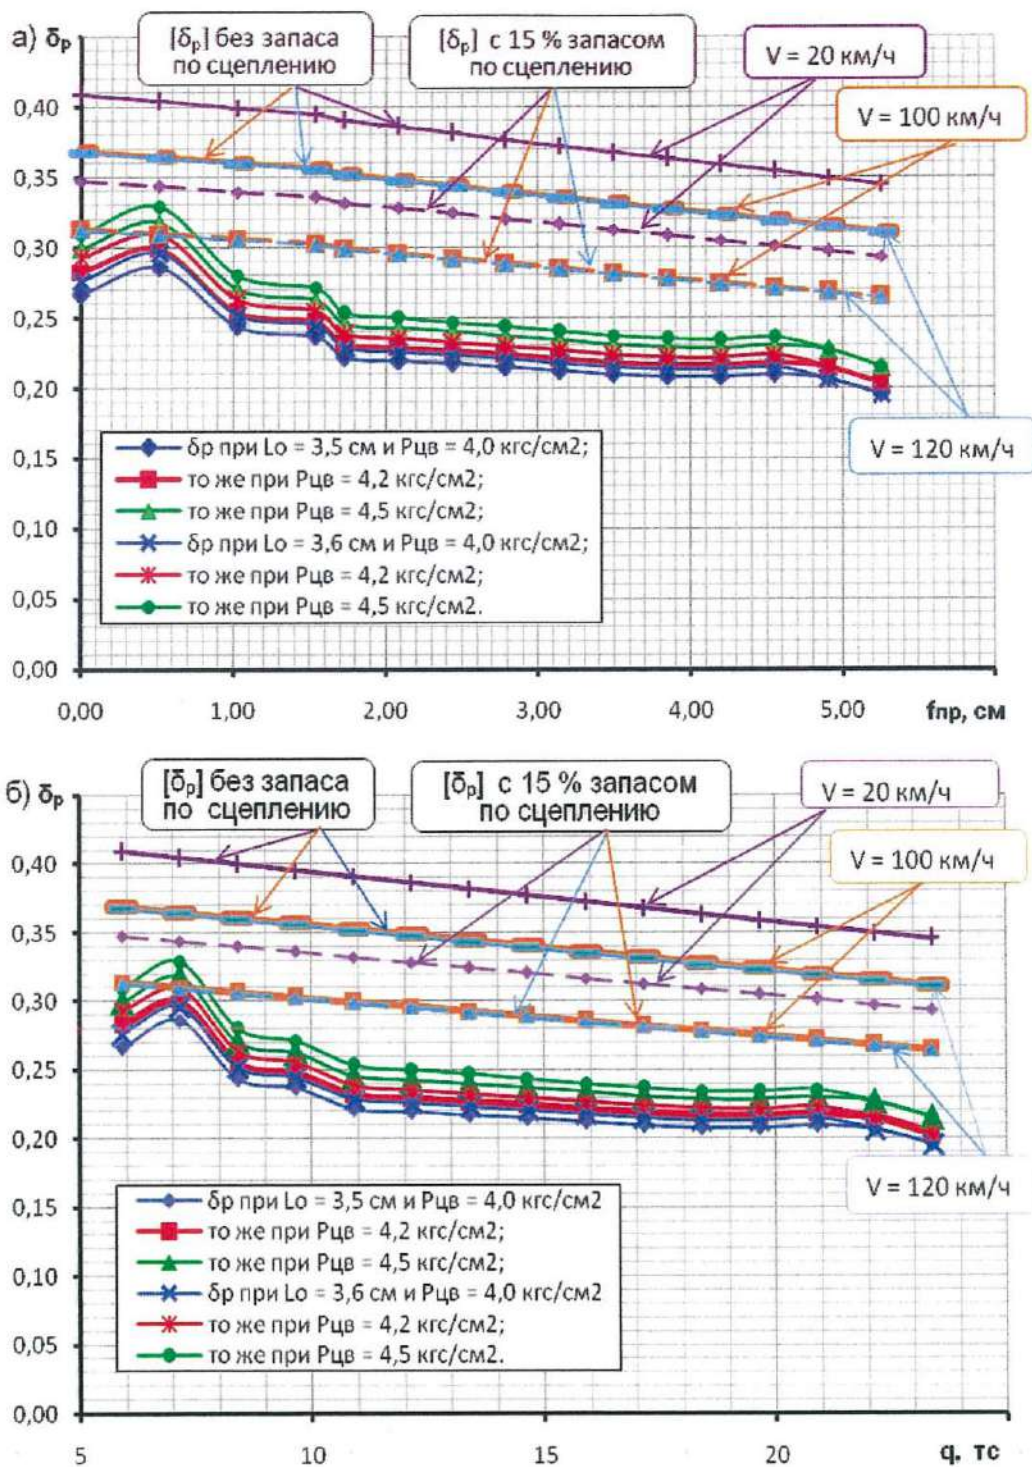 а) δр
[δр] без запаса
по сцеплению
[δр] с 15 % запасом
по сцеплению
V = 20 км/ч
V = 100 км/ч
V = 120 км/ч
0,40
0,35
0,30
0,25
0,20
0,15
0,10
0,05
0,00
δр при Lо = 3,5 см и Рцв = 4,0 кгс/см2;
то же при Рцв = 4,2 кгс/см2;
то же при Рцв = 4,5 кгс/см2;
δр при Lо = 3,6 см и Рцв = 4,0 кгс/см2;
то же при Рцв = 4,2 кгс/см2;
то же при Рцв = 4,5 кгс/см2.
0,00 1,00 2,00 3,00 4,00 5,00 fпр, см
б) δр
[δр] без запаса
по сцеплению
[δр] с 15 % запасом
по сцеплению
V = 20 км/ч
V = 100 км/ч
V = 120 км/ч
0,40
0,35
0,30
0,25
0,20
0,15
0,10
0,05
0,00
δр при Lо = 3,5 см и Рцв = 4,0 кгс/см2
то же при Рцв = 4,2 кгс/см2;
то же при Рцв = 4,5 кгс/см2;
δр при Lо = 3,6 см и Рцв = 4,0 кгс/см2
то же при Рцв = 4,2 кгс/см2;
то же при Рцв = 4,5 кгс/см2.
5 10 15 20 q. тс